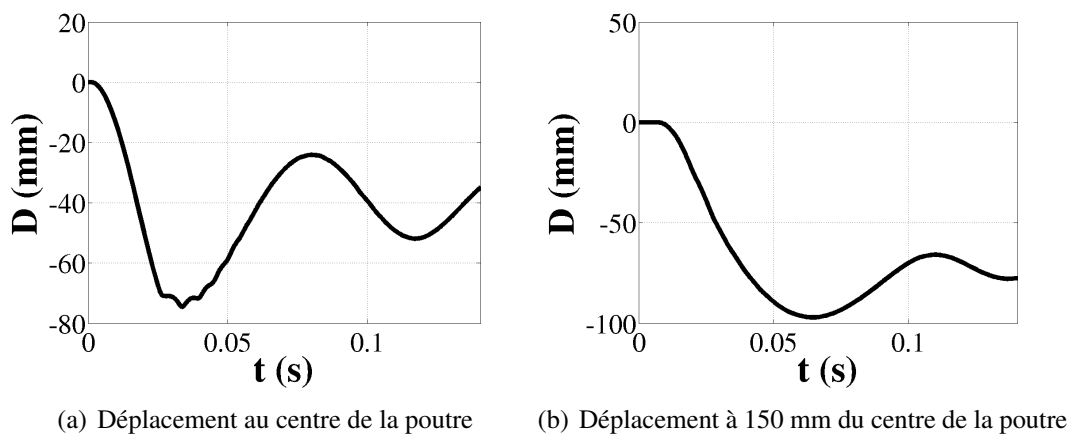 20
0
-20
-40
-60
-80
D (mm)
0
0.05
0.1
t (s)
(a) Déplacement au centre de la poutre
50
0
-50
-100
D (mm)
0
0.05
0.1
t (s)
(b) Déplacement à 150 mm du centre de la poutre